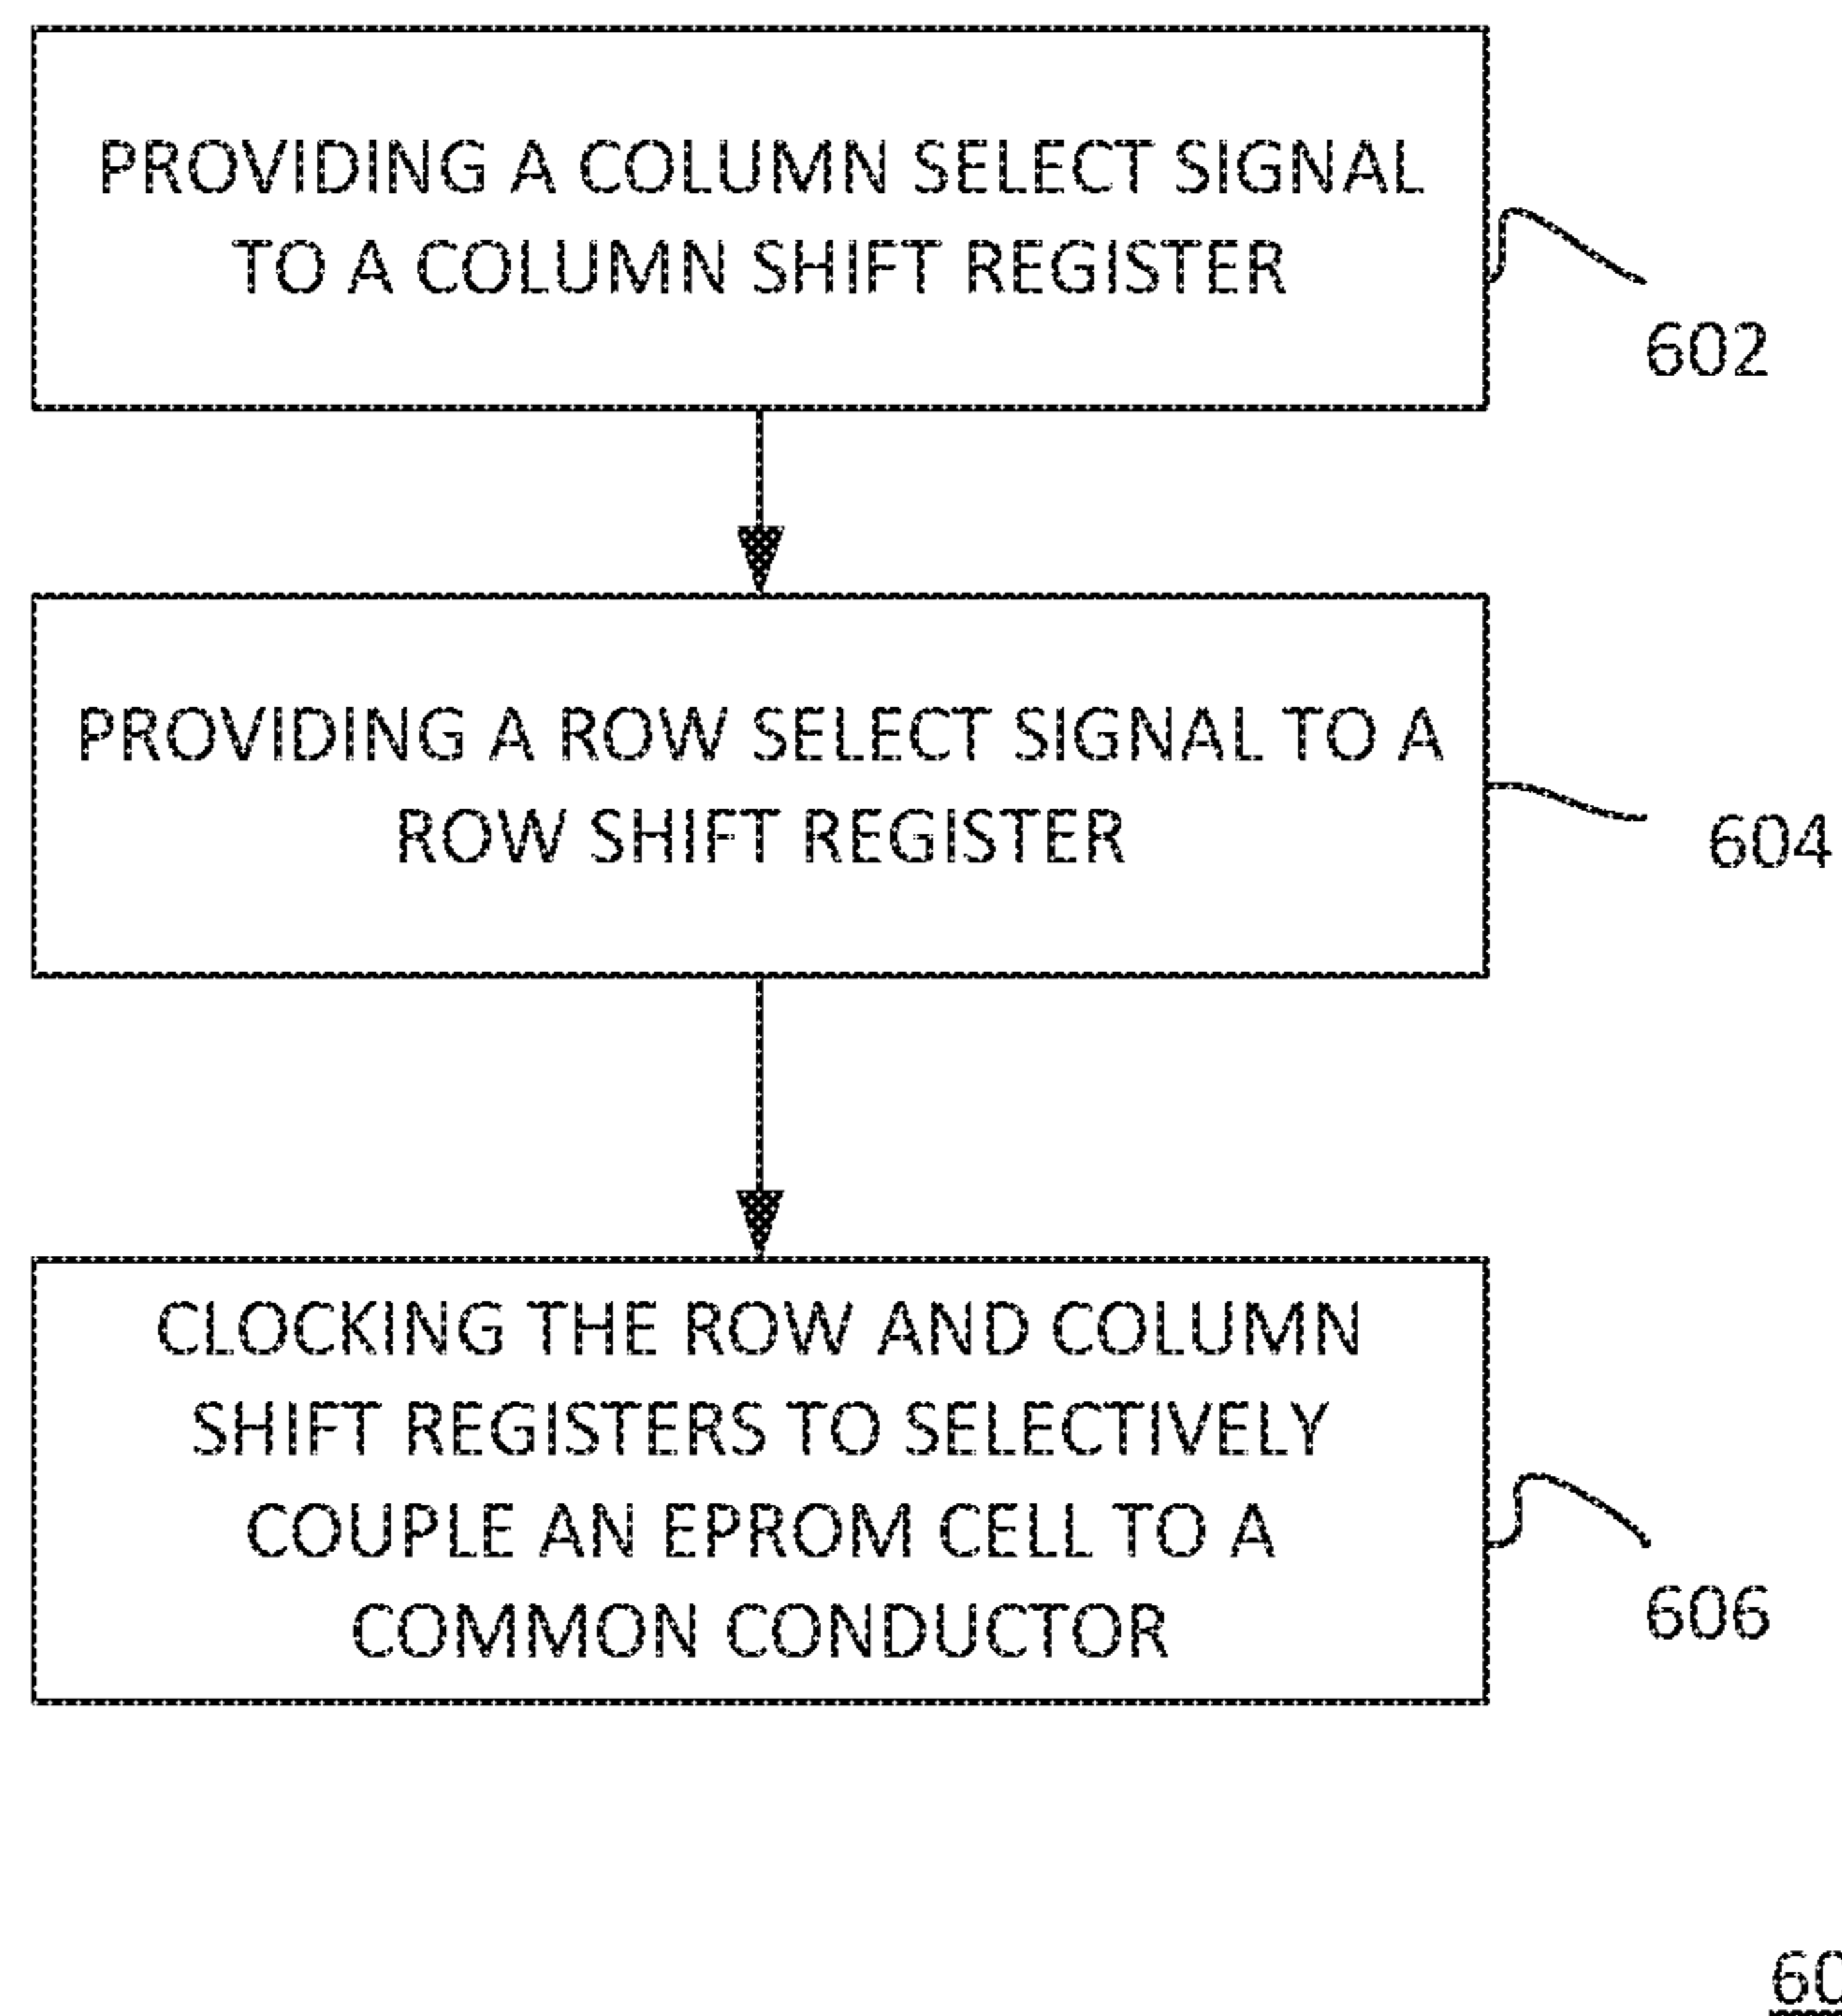 PROVIDING A COLUMN SELECT SIGNAL
TO A COLUMN SHIFT REGISTER
602
PROVIDING A ROW SELECT SIGNAL TO A
ROW SHIFT REGISTER
604
CLOCKING THE ROW AND COLUMN
SHIFT REGISTERS TO SELECTIVELY
COUPLE AN EPROM CELL TO A
COMMON CONDUCTOR
606